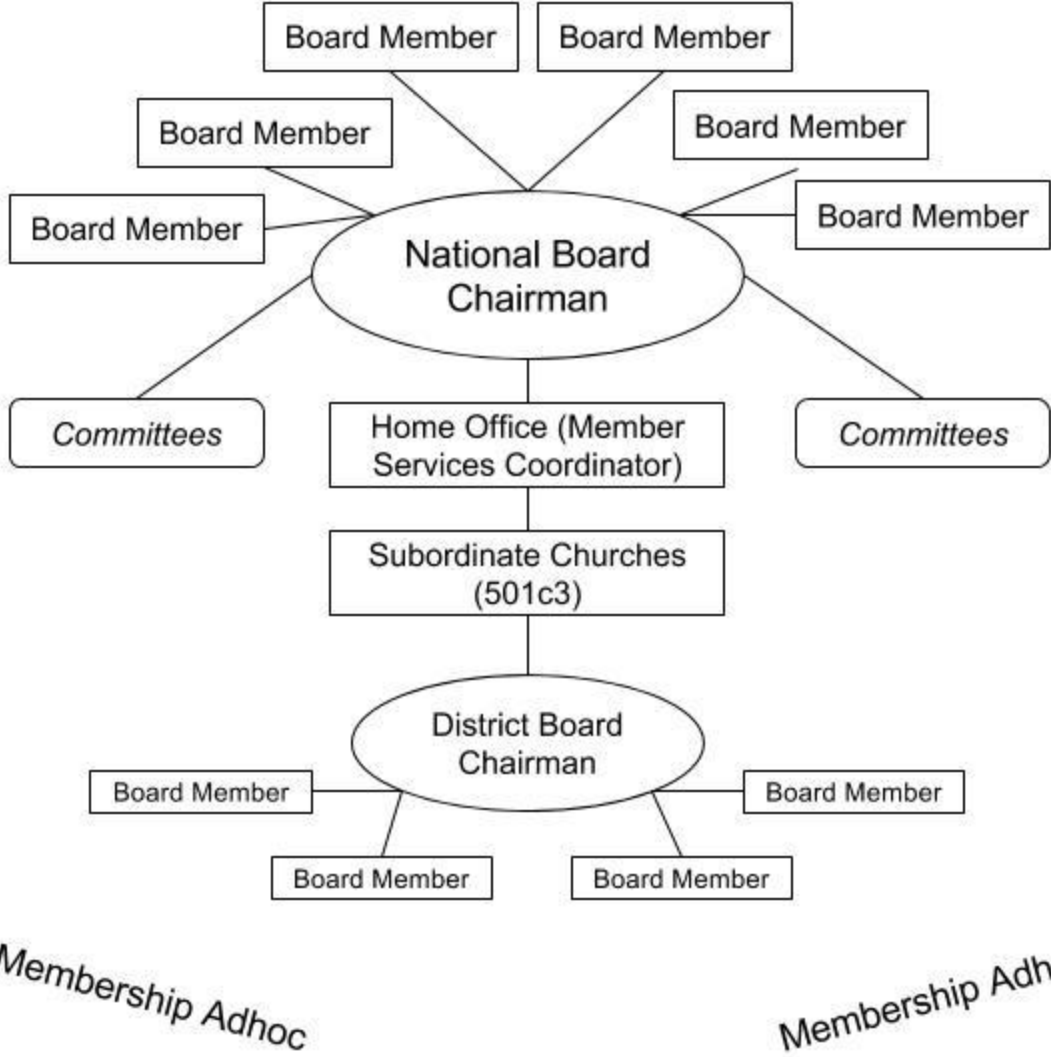 Board Member
Board Member
Board Member
Board Member
Board Member
Board Member
National Board
Chairman
Committees
Home Office (Member
Services Coordinator)
Committees
Subordinate Churches
(501c3)
District Board
Chairman
Board Member
Board Member
Board Member
Board Member
Membership Adhoc
Membership Adh